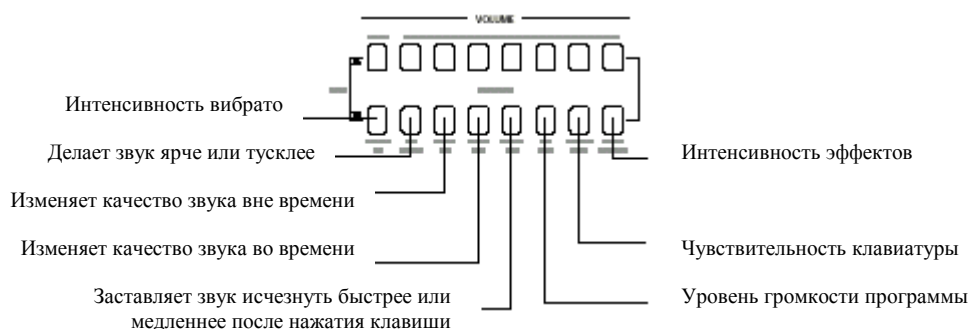 VOLUME
Интенсивность вибрато
Делает звук ярче или тусклее
Интенсивность эффектов
Изменяет качество звука вне времени
Изменяет качество звука во времени
Чувствительность клавиатуры
Заставляет звук исчезнуть быстрее или
медленнее после нажатия клавиши
Уровень громкости программы